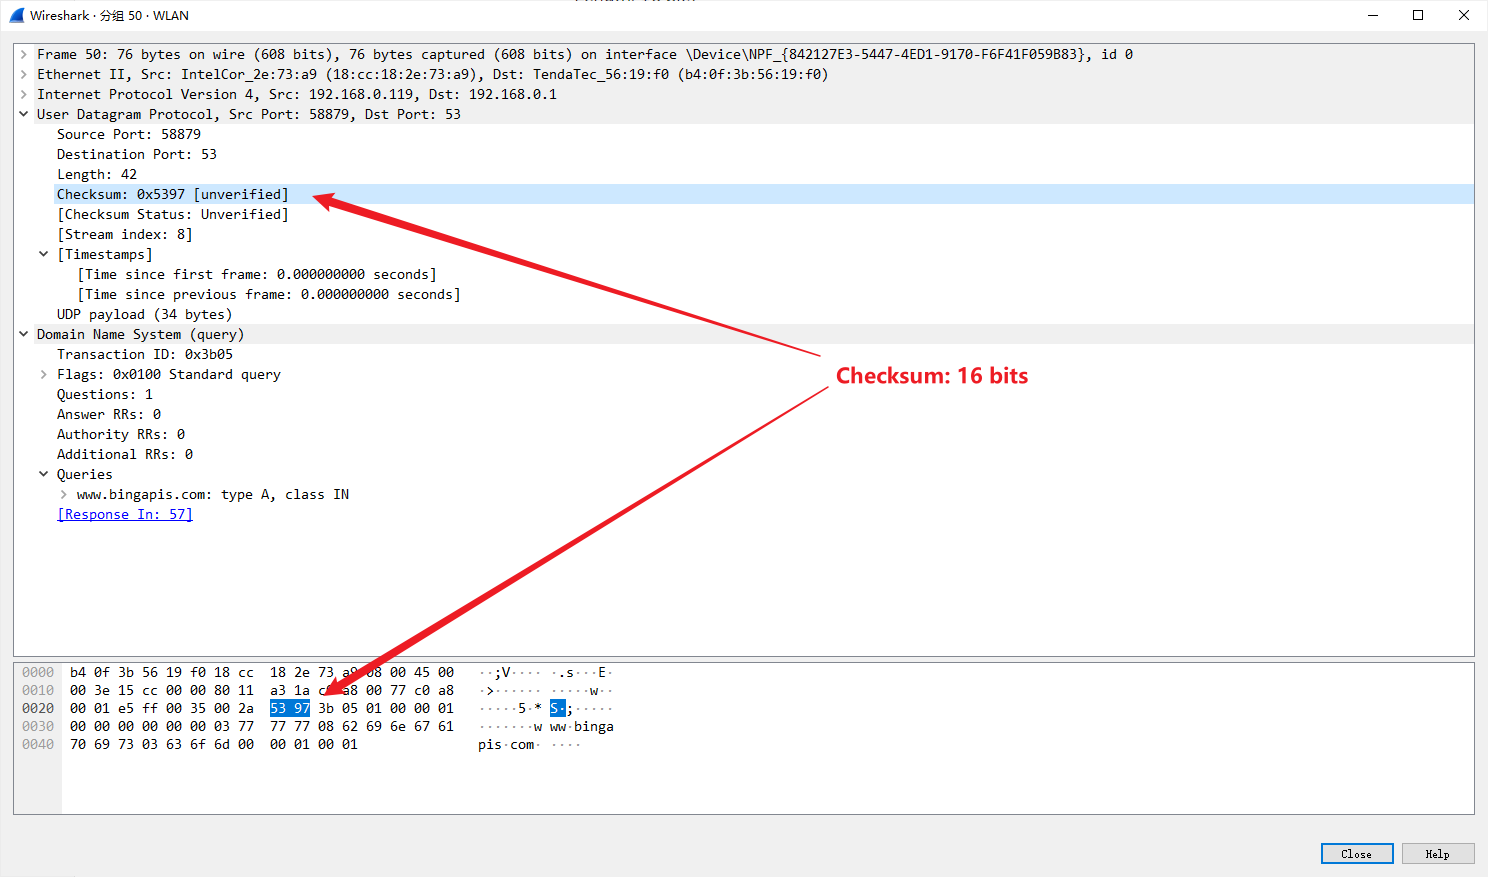 Wireshark · 分组 50 · WLAN
Frame 50: 76 bytes on wire (608 bits), 76 bytes captured (608 bits) on interface \Device\NPF_{842127E3-5447-4ED1-9170-F6F41F059B83}, id 0
Ethernet II, Src: IntelCor_2e:73:a9 (18:cc:18:2e:73:a9), Dst: TendaTec_56:19:f0 (b4:0f:3b:56:19:f0)
Internet Protocol Version 4, Src: 192.168.0.119, Dst: 192.168.0.1
User Datagram Protocol, Src Port: 58879, Dst Port: 53
Source Port: 58879
Destination Port: 53
Length: 42
Checksum: 0x5397 [unverified]
[Checksum Status: Unverified]
[Stream index: 8]
[Timestamps]
[Time since first frame: 0.000000000 seconds]
[Time since previous frame: 0.000000000 seconds]
UDP payload (34 bytes)
Domain Name System (query)
Transaction ID: 0x3b05
Flags: 0x0100 Standard query
Questions: 1
Answer RRs: 0
Authority RRs: 0
Additional RRs: 0
Queries
www.bingapis.com: type A, class IN
[Response In: 57]
Checksum: 16 bits
0000 b4 0f 3b 56 19 f0 18 cc 18 2e 73 a9 08 00 45 00 ··;V···· ·.s···E·
0010 00 3e 15 cc 00 00 80 11 a3 1a c0 a8 00 77 c0 a8 ·>······ ·····w··
0020 00 01 e5 ff 00 35 00 2a 53 97 3b 05 01 00 00 01 ·····5·* S·;·····
0030 00 00 00 00 00 00 03 77 77 77 08 62 69 6e 67 61 ·······w ww·binga
0040 70 69 73 03 63 6f 6d 00 00 01 00 01 pis·com· ····
Close Help